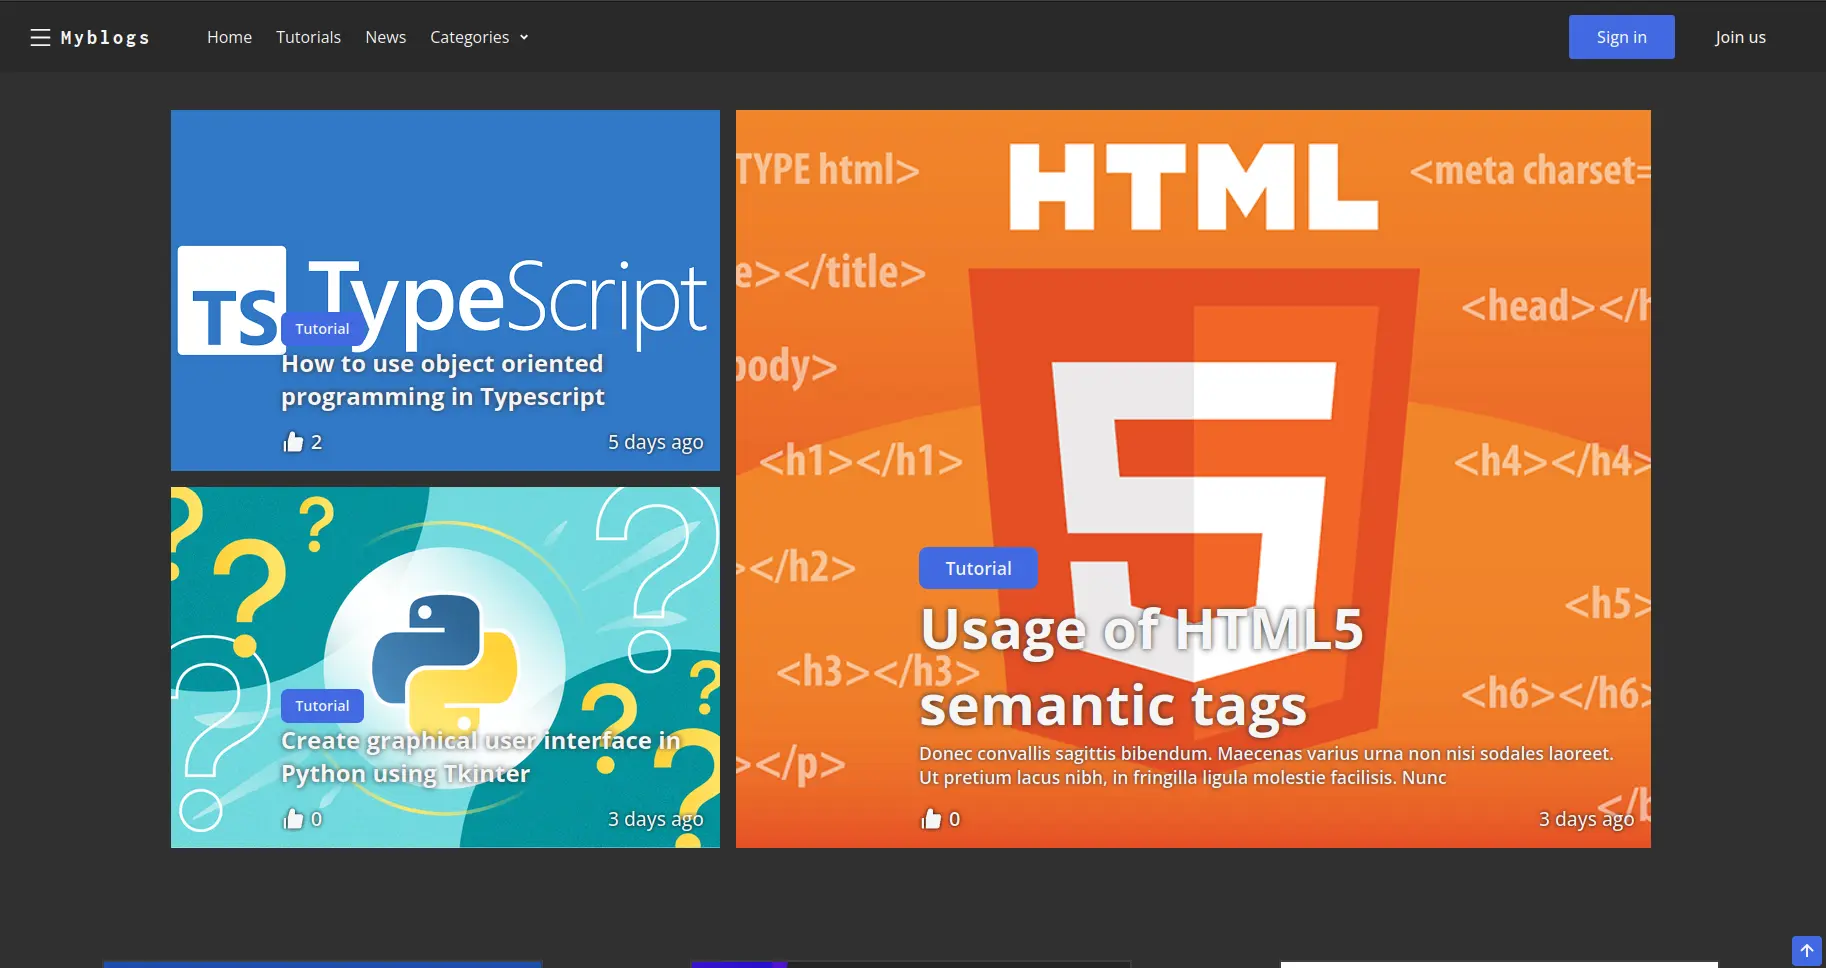 Myblogs
Home
Tutorials
News
Categories
Sign in
Join us
TS TypeScript
Tutorial
How to use object oriented
programming in Typescript
2
5 days ago
Tutorial
Create graphical user interface in
Python using Tkinter
0
3 days ago
HTML
TYPE html>
<meta charset=
e></title>
<head></h
body>
<h1></h1>
<h4></h4>
></h2>
<h5>
<h3></h3>
<h6></h6>
></p>
</b
5
Tutorial
Usage of HTML5
semantic tags
Donec convallis sagittis bibendum. Maecenas varius urna non nisi sodales laoreet.
Ut pretium lacus nibh, in fringilla ligula molestie facilisis. Nunc
0
3 days ago